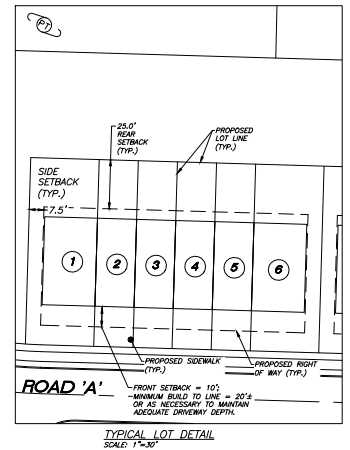 PT
25.0'
REAR
SETBACK
(TYP.)
PROPOSED
LOT LINE
(TYP.)
SIDE
SETBACK
(TYP.)
7.5'
1
2
3
4
5
6
PROPOSED SIDEWALK
(TYP.)
PROPOSED RIGHT
OF WAY (TYP.)
ROAD 'A'
FRONT SETBACK = 10';
MINIMUM BUILD TO LINE = 20'±
OR AS NECESSARY TO MAINTAIN
ADEQUATE DRIVEWAY DEPTH.
TYPICAL LOT DETAIL
SCALE: 1"=30'